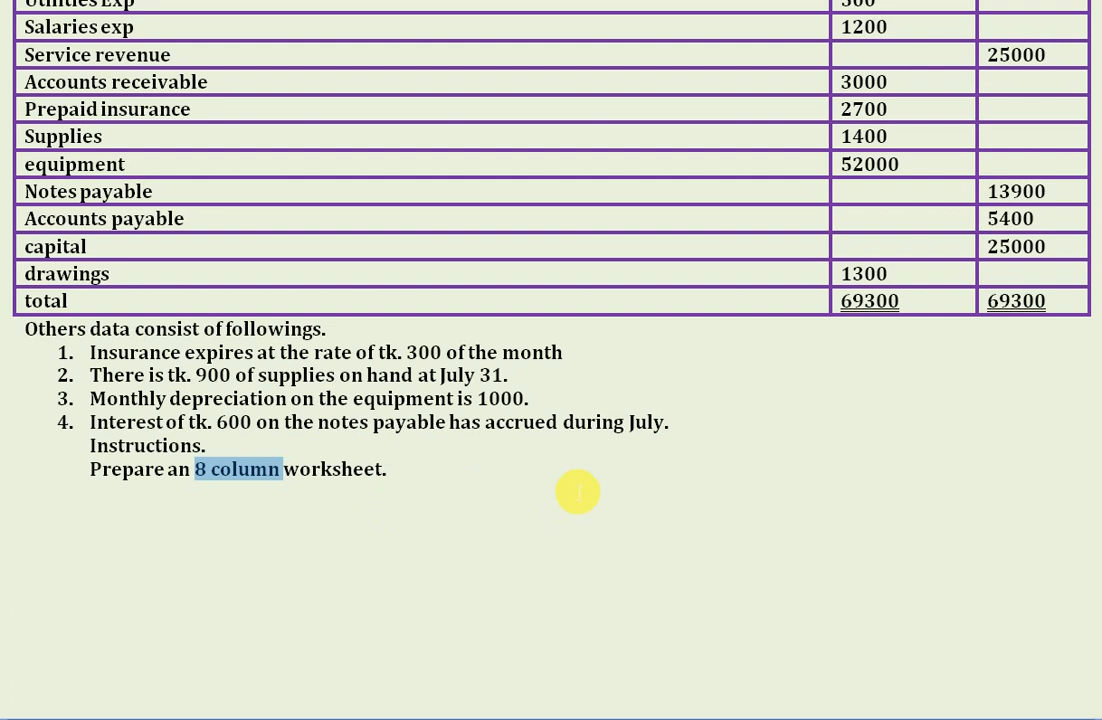 Utilities Exp 500
Salaries exp 1200
Service revenue 25000
Accounts receivable 3000
Prepaid insurance 2700
Supplies 1400
equipment 52000
Notes payable 13900
Accounts payable 5400
capital 25000
drawings 1300
total 69300 69300
Others data consist of followings.
1. Insurance expires at the rate of tk. 300 of the month
2. There is tk. 900 of supplies on hand at July 31.
3. Monthly depreciation on the equipment is 1000.
4. Interest of tk. 600 on the notes payable has accrued during July.
Instructions.
Prepare an 8 column worksheet.